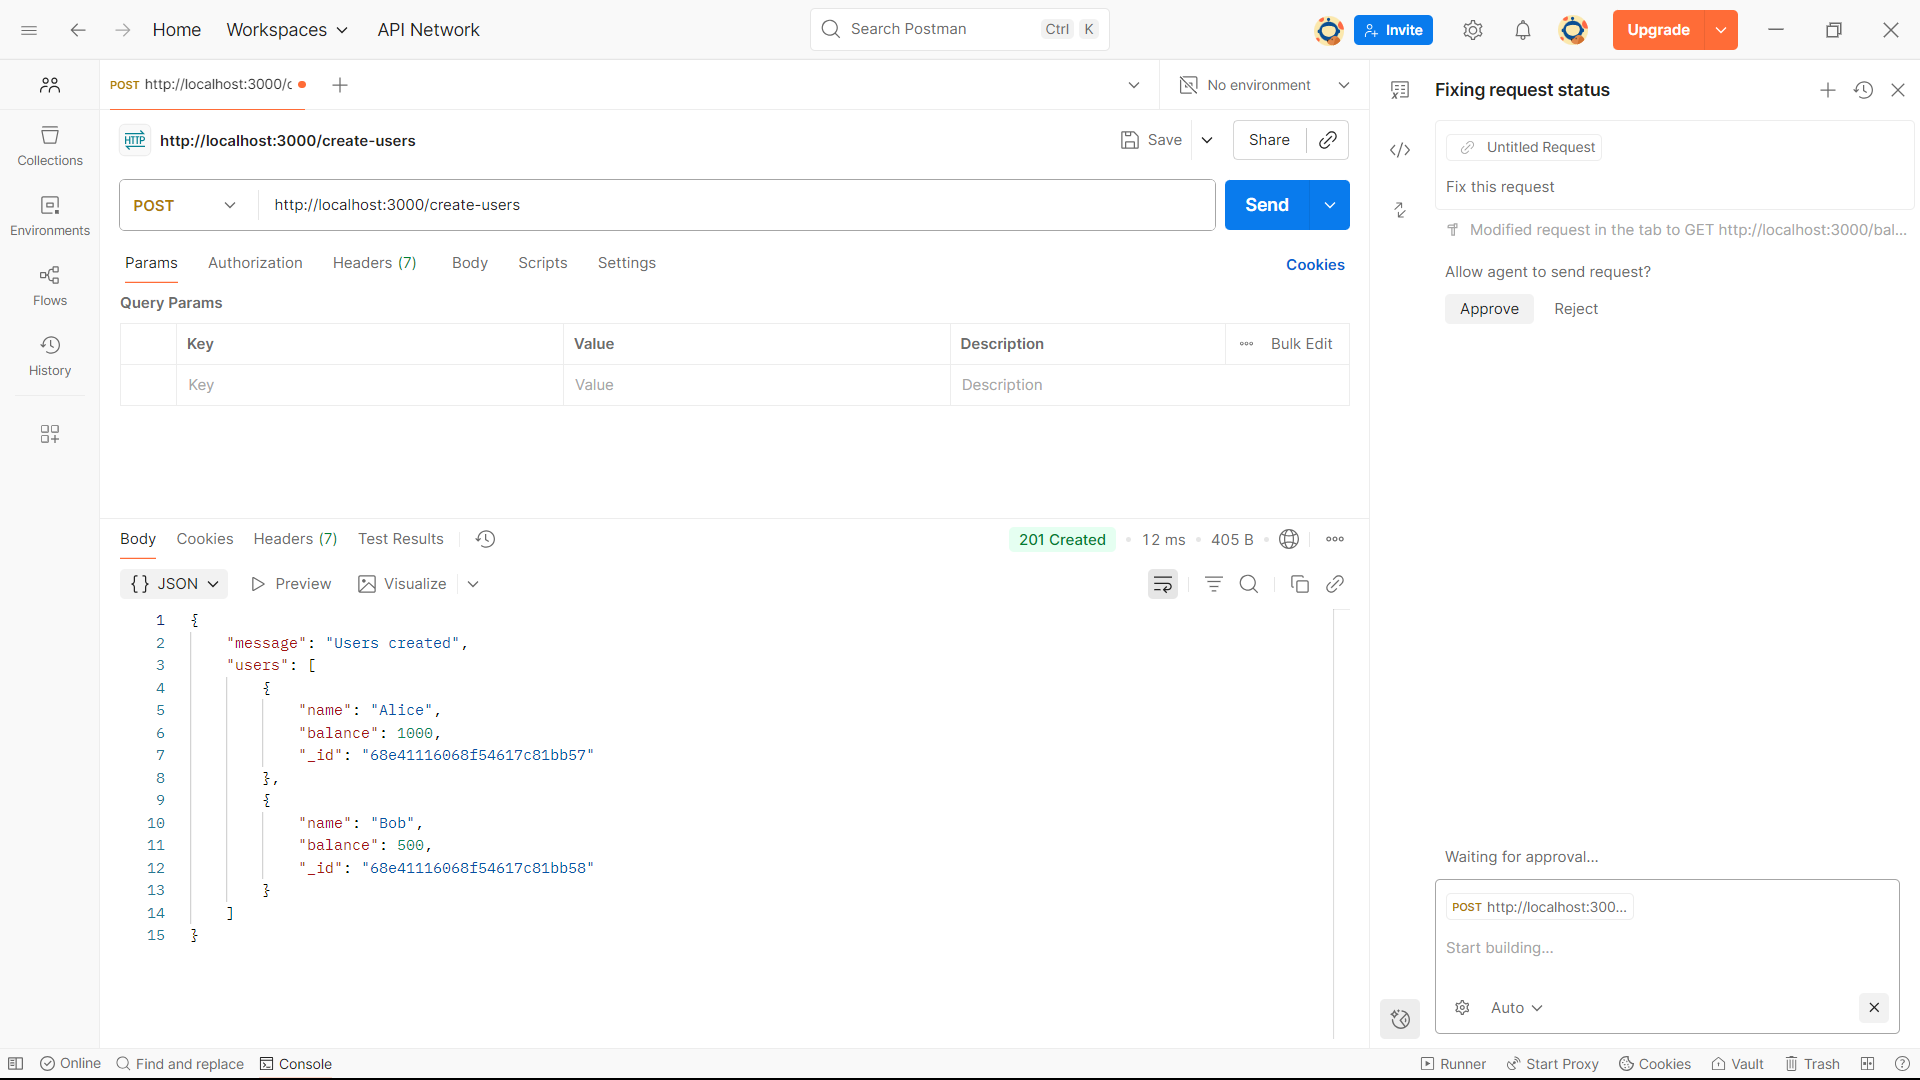 Home Workspaces API Network Search Postman Ctrl K Invite Upgrade
POST http://localhost:3000/c No environment Fixing request status
HTTP http://localhost:3000/create-users Save Share
Untitled Request
Fix this request
POST http://localhost:3000/create-users Send
Modified request in the tab to GET http://localhost:3000/bal...
Params Authorization Headers (7) Body Scripts Settings Cookies
Allow agent to send request?
Approve Reject
Query Params
Key Value Description Bulk Edit
Key Value Description
Collections
Environments
Flows
History
Body Cookies Headers (7) Test Results 201 Created 12 ms 405 B
{} JSON Preview Visualize
1 {
2 "message": "Users created",
3 "users": [
4 {
5 "name": "Alice",
6 "balance": 1000,
7 "_id": "68e41116068f54617c81bb57"
8 },
9 {
10 "name": "Bob",
11 "balance": 500,
12 "_id": "68e41116068f54617c81bb58"
13 }
14 ]
15 }
Waiting for approval...
POST http://localhost:300...
Start building...
Auto
Online Find and replace Console Runner Start Proxy Cookies Vault Trash